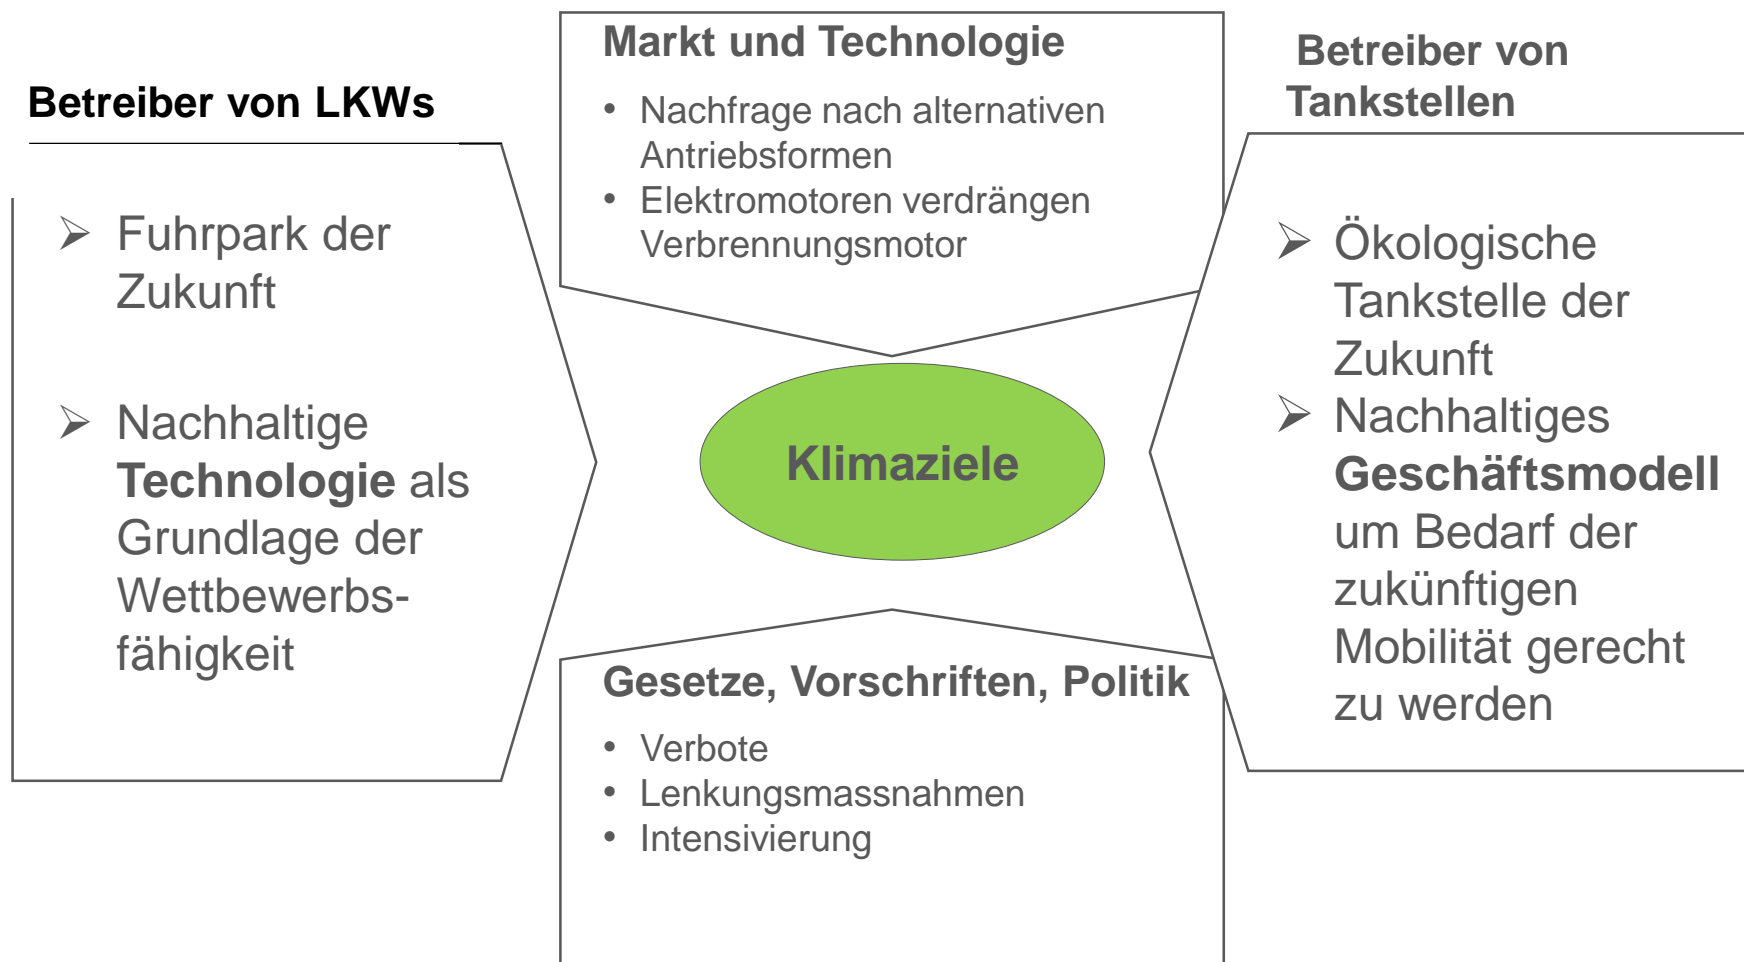 Betreiber von LKWs
➢ Fuhrpark der
Zukunft
➢ Nachhaltige
Technologie als
Grundlage der
Wettbewerbs-
fähigkeit
Markt und Technologie
• Nachfrage nach alternativen
Antriebsformen
• Elektromotoren verdrängen
Verbrennungsmotor
Klimaziele
Gesetze, Vorschriften, Politik
• Verbote
• Lenkungsmassnahmen
• Intensivierung
Betreiber von
Tankstellen
➢ Ökologische
Tankstelle der
Zukunft
➢ Nachhaltiges
Geschäftsmodell
um Bedarf der
zukünftigen
Mobilität gerecht
zu werden